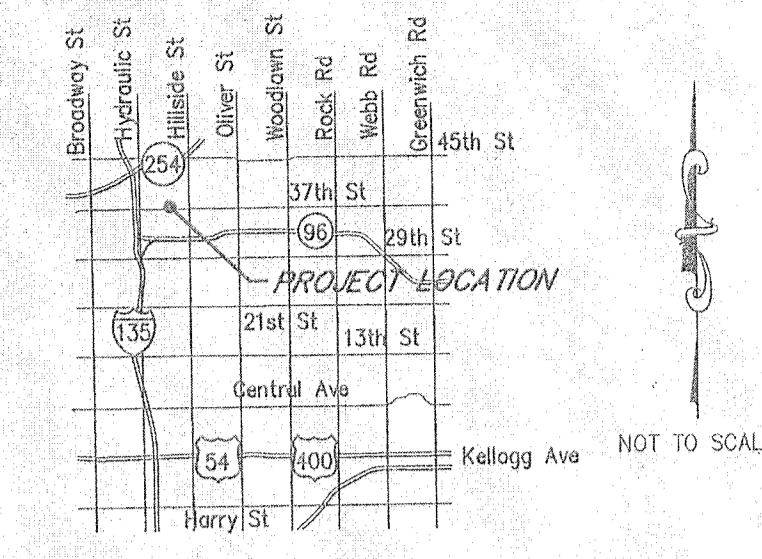 Broadway St
Hydraulic St
Hillside St
Oliver St
Woodlawn St
Rock Rd
Webb Rd
Greenwich Rd
45th St
254
37th St
96
29th St
PROJECT LOCATION
135
21st St
13th St
Central Ave
54
400
Kellogg Ave
Harry St
NOT TO SCAL